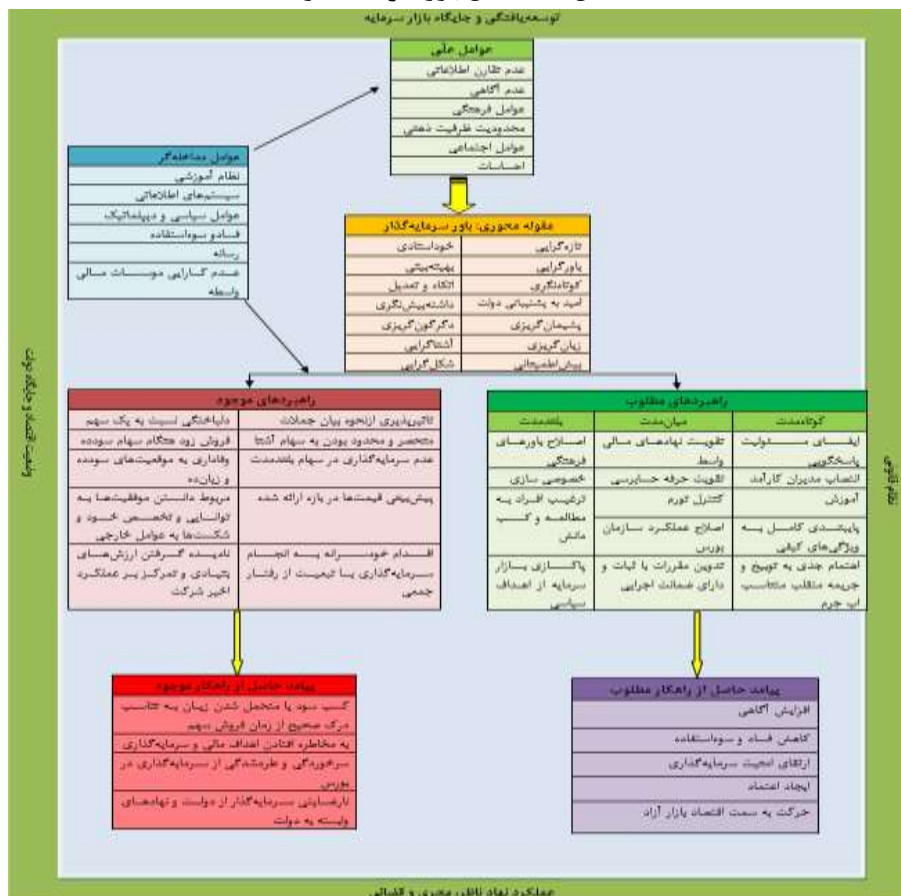 توسعه‌یافتگی و جایگاه بازار سرمایه
عوامل علّی
عدم تقارن اطلاعاتی
عدم آگاهی
عوامل فرهنگی
محدودیت ظرفیت ذهنی
عوامل اجتماعی
احساسات
عوامل مداخله‌گر
نظام آموزشی
سیستم‌های اطلاعاتی
عوامل سیاسی و دیپلماتیک
فساد و سوءاستفاده
رسانه
عدم کارایی موسسات مالی
واسطه
مقوله محوری: باور سرمایه‌گذار
تازه‌گرایی
خوداستنادی
باورگرایی
بهینه‌بینی
کوتاه‌نگری
اتکاء و تعدیل
امید به پشتیبانی دولت
داشته‌بیش‌نگری
پشیمان‌گریزی
دگرگون‌گریزی
زیان‌گریزی
آشناگرایی
بیش‌اطمینانی
شکل‌گرایی
نظام قانونی
وضعیت اقتصاد و جایگاه دولت
راهبردهای مطلوب
کوتاه‌مدت
میان‌مدت
بلندمدت
ایفای مسئولیت
پاسخگویی
تقویت نهادهای مالی
واسط
اصلاح باورهای
فرهنگی
انتصاب مدیران کارآمد
تقویت حرفه حسابرسی
خصوصی سازی
آموزش
کنترل تورم
ترغیب افراد به
مطالعه و کسب
دانش
پایبندی کامل به
ویژگی‌های کیفی
اصلاح عملکرد سازمان
بورس
اهتمام جدی به توبیخ و
جریمه متقلب متناسب
اب جرم
تدوین مقررات با ثبات و
دارای ضمانت اجرایی
پاکسازی بازار
سرمایه از اهداف
سیاسی
راهبردهای موجود
تاثیرپذیری ازنحوه بیان جملات
دلباختگی نسبت به یک سهم
منحصر و محدود بودن به سهام آشنا
فروش زود هنگام سهام سودده
عدم سرمایه‌گذاری در سهام بلندمدت
وفاداری به موقعیت‌های سودده
و زیان‌ده
پیش‌بینی قیمت‌ها در بازه ارائه شده
مربوط دانستن موفقیت‌ها به
توانایی و تخصص خود و
شکست‌ها به عوامل خارجی
اقدام خودسرانه به انجام
سرمایه‌گذاری با تبعیت از رفتار
جمعی
نادیده گرفتن ارزش‌های
بنیادی و تمرکز بر عملکرد
اخیر شرکت
پیامد حاصل از راهکار مطلوب
افزایش آگاهی
کاهش فساد و سوءاستفاده
ارتقای امنیت سرمایه‌گذاری
ایجاد اعتماد
حرکت به سمت اقتصاد بازار آزاد
پیامد حاصل از راهکار موجود
کسب سود یا متحمل شدن زیان به تناسب
درک صحیح از زمان فروش سهم
به مخاطره افتادن اهداف مالی و سرمایه‌گذاری
سرخوردگی و طردشدگی از سرمایه‌گذاری در
بورس
نارضایتی سرمایه‌گذار از دولت و نهادهای
وابسته به دولت
عملکرد نهاد ناظر، مجری و قضائی